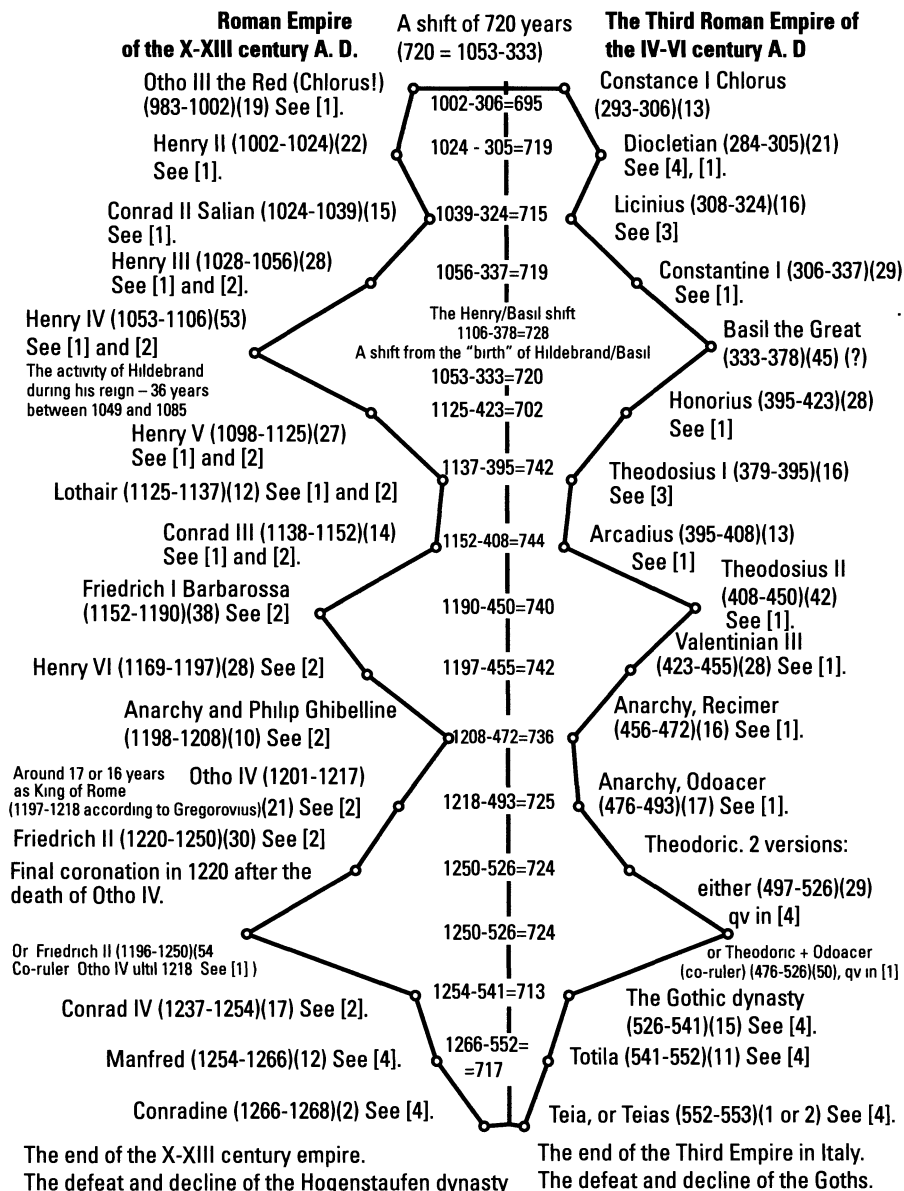 Roman Empire
of the X-XIII century A. D.
A shift of 720 years
(720 = 1053-333)
The Third Roman Empire of
the IV-VI century A. D
Otho III the Red (Chlorus!)
(983-1002)(19) See [1].
1002-306=695
Constance I Chlorus
(293-306)(13)
Henry II (1002-1024)(22)
See [1].
1024 - 305=719
Diocletian (284-305)(21)
See [4], [1].
Conrad II Salian (1024-1039)(15)
See [1].
1039-324=715
Licinius (308-324)(16)
See [3]
Henry III (1028-1056)(28)
See [1] and [2].
1056-337=719
Constantine I (306-337)(29)
See [1].
Henry IV (1053-1106)(53)
See [1] and [2]
The activity of Hildebrand
during his reign – 36 years
between 1049 and 1085
The Henry/Basil shift
1106-378=728
A shift from the "birth" of Hildebrand/Basil
1053-333=720
Basil the Great
(333-378)(45) (?)
Henry V (1098-1125)(27)
See [1] and [2]
1125-423=702
Honorius (395-423)(28)
See [1]
Lothair (1125-1137)(12) See [1] and [2]
1137-395=742
Theodosius I (379-395)(16)
See [3]
Conrad III (1138-1152)(14)
See [1] and [2].
1152-408=744
Arcadius (395-408)(13)
See [1]
Friedrich I Barbarossa
(1152-1190)(38) See [2]
1190-450=740
Theodosius II
(408-450)(42)
See [1].
Henry VI (1169-1197)(28) See [2]
1197-455=742
Valentinian III
(423-455)(28) See [1].
Anarchy and Philip Ghibelline
(1198-1208)(10) See [2]
1208-472=736
Anarchy, Recimer
(456-472)(16) See [1].
Around 17 or 16 years
as King of Rome
Otho IV (1201-1217)
(1197-1218 according to Gregorovius)(21) See [2]
1218-493=725
Anarchy, Odoacer
(476-493)(17) See [1].
Friedrich II (1220-1250)(30) See [2]
Final coronation in 1220 after the
death of Otho IV.
1250-526=724
Theodoric. 2 versions:
either (497-526)(29)
qv in [4]
Or Friedrich II (1196-1250)(54
Co-ruler Otho IV ultil 1218 See [1] )
1250-526=724
or Theodoric + Odoacer
(co-ruler) (476-526)(50), qv in [1]
Conrad IV (1237-1254)(17) See [2].
1254-541=713
The Gothic dynasty
(526-541)(15) See [4].
Manfred (1254-1266)(12) See [4].
1266-552=
=717
Totila (541-552)(11) See [4]
Conradine (1266-1268)(2) See [4].
Teia, or Teias (552-553)(1 or 2) See [4].
The end of the X-XIII century empire.
The defeat and decline of the Hogenstaufen dynasty
The end of the Third Empire in Italy.
The defeat and decline of the Goths.